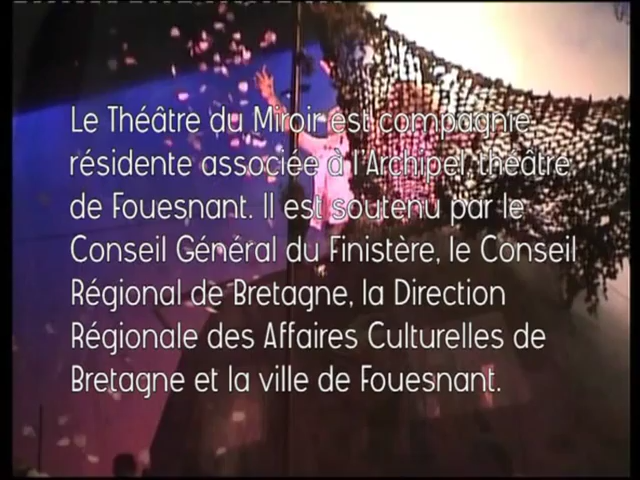 Le Théâtre du Miroir est compagnie
résidente associée à l'Archipel, théâtre
de Fouesnant. Il est soutenu par le
Conseil Général du Finistère, le Conseil
Régional de Bretagne, la Direction
Régionale des Affaires Culturelles de
Bretagne et la ville de Fouesnant.